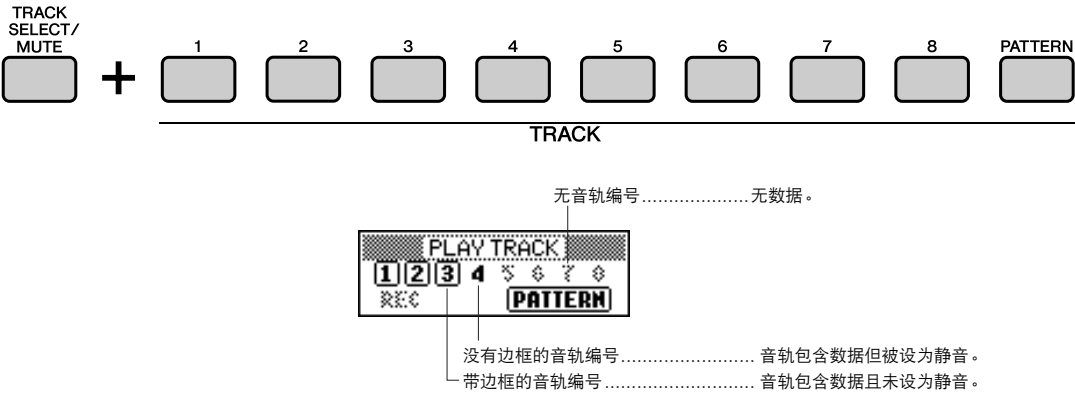 TRACK
SELECT/
MUTE
+
1 2 3 4 5 6 7 8 PATTERN
TRACK
无音轨编号....................无数据。
PLAY TRACK
1 2 3 4 5 6 7 8
REC PATTERN
没有边框的音轨编号......................... 音轨包含数据但被设为静音。
带边框的音轨编号............................ 音轨包含数据且未设为静音。